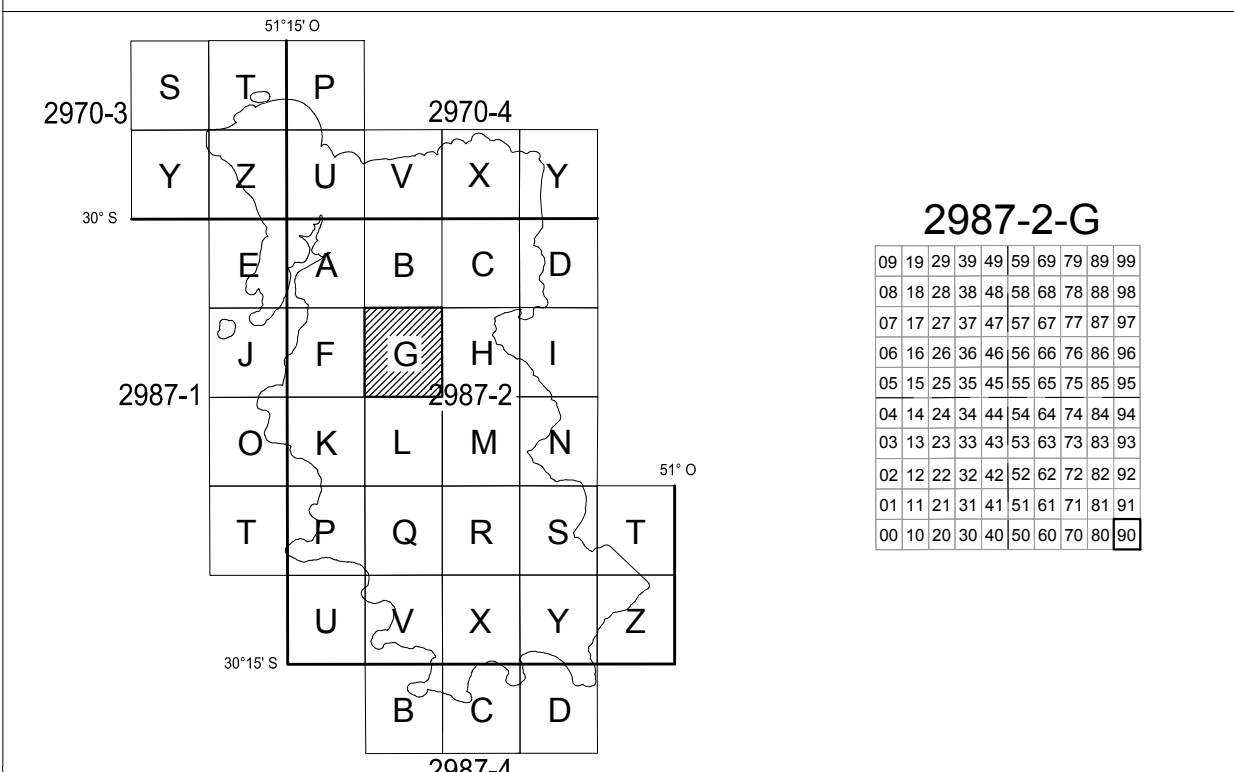 51°15' O
S T P
2970-3 2970-4
Y Z U V X Y
30° S
E A B C D
J F G H I
2987-1 2987-2
O K L M N
51° O
T P Q R S T
U V X Y Z
30°15' S
B C D
2987-4
2987-2-G
09 19 29 39 49 59 69 79 89 99
08 18 28 38 48 58 68 78 88 98
07 17 27 37 47 57 67 77 87 97
06 16 26 36 46 56 66 76 86 96
05 15 25 35 45 55 65 75 85 95
04 14 24 34 44 54 64 74 84 94
03 13 23 33 43 53 63 73 83 93
02 12 22 32 42 52 62 72 82 92
01 11 21 31 41 51 61 71 81 91
00 10 20 30 40 50 60 70 80 90